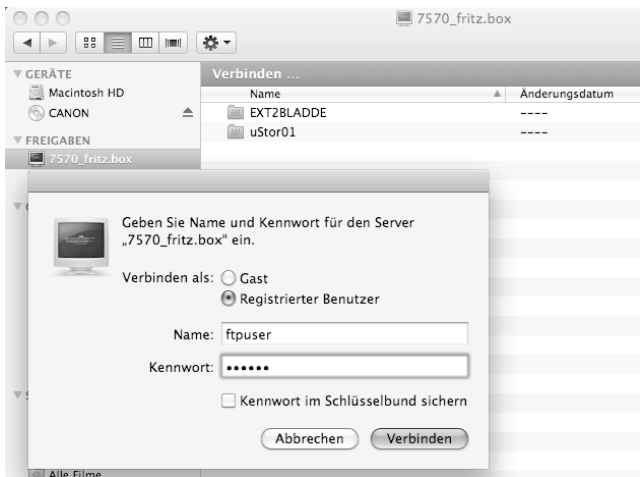 7570_fritz.box
GERÄTE
Macintosh HD
CANON
FREIGABEN
7570_fritz.box
Verbinden ...
Name Änderungsdatum
EXT2BLADDE ----
uStor01 ----
Geben Sie Name und Kennwort für den Server
„7570_fritz.box“ ein.
Verbinden als: Gast
Registrierter Benutzer
Name: ftpuser
Kennwort: ••••••
Kennwort im Schlüsselbund sichern
Abbrechen Verbinden
Alle Filme